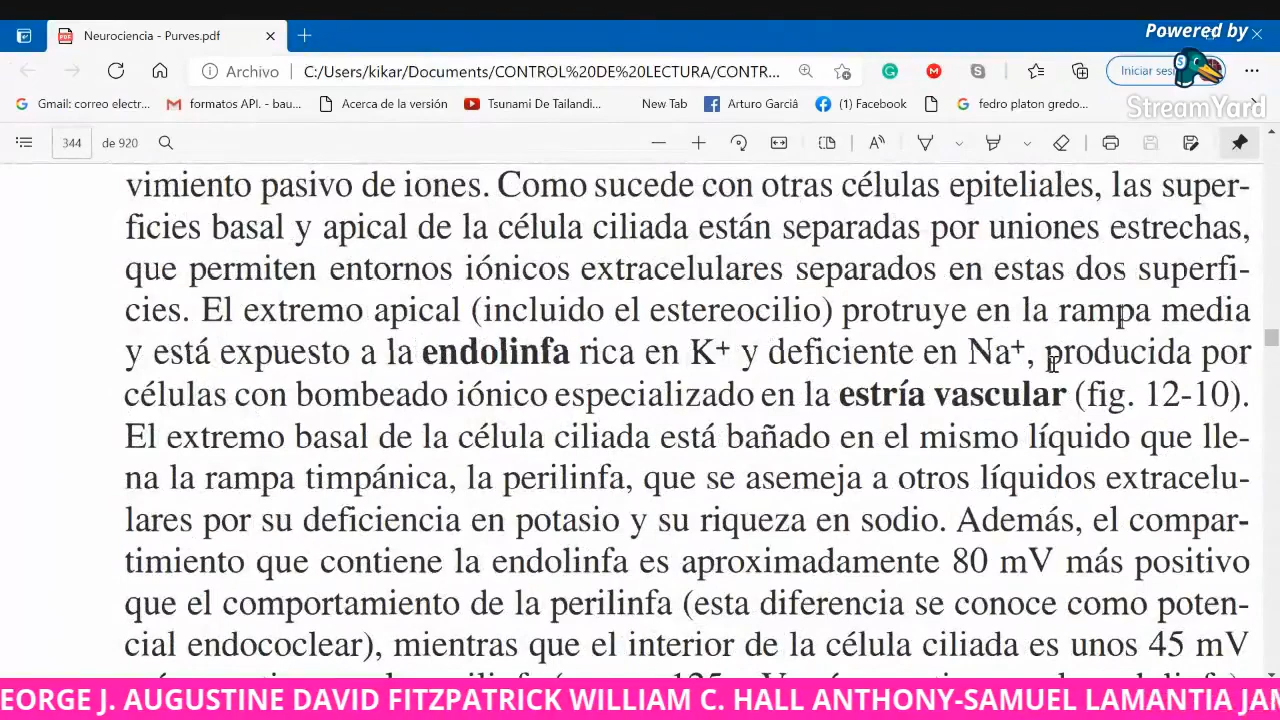 Neurociencia - Purves.pdf
Powered by
Archivo
C:/Users/kikar/Documents/CONTROL%20DE%20LECTURA/CONTR...
Iniciar ses
StreamYard
Gmail: correo electr...
formatos API. - bau...
Acerca de la versión
Tsunami De Tailandi...
New Tab
Arturo Garciâ
(1) Facebook
fedro platon gredo...
344
de 920
vimiento pasivo de iones. Como sucede con otras células epiteliales, las super-
ficies basal y apical de la célula ciliada están separadas por uniones estrechas,
que permiten entornos iónicos extracelulares separados en estas dos superfi-
cies. El extremo apical (incluido el estereocilio) protruye en la rampa media
y está expuesto a la endolinfa rica en K⁺ y deficiente en Na⁺, producida por
células con bombeado iónico especializado en la estría vascular (fig. 12-10).
El extremo basal de la célula ciliada está bañado en el mismo líquido que lle-
na la rampa timpánica, la perilinfa, que se asemeja a otros líquidos extracelu-
lares por su deficiencia en potasio y su riqueza en sodio. Además, el compar-
timiento que contiene la endolinfa es aproximadamente 80 mV más positivo
que el comportamiento de la perilinfa (esta diferencia se conoce como poten-
cial endococlear), mientras que el interior de la célula ciliada es unos 45 mV
EORGE J. AUGUSTINE DAVID FITZPATRICK WILLIAM C. HALL ANTHONY-SAMUEL LAMANTIA JAM